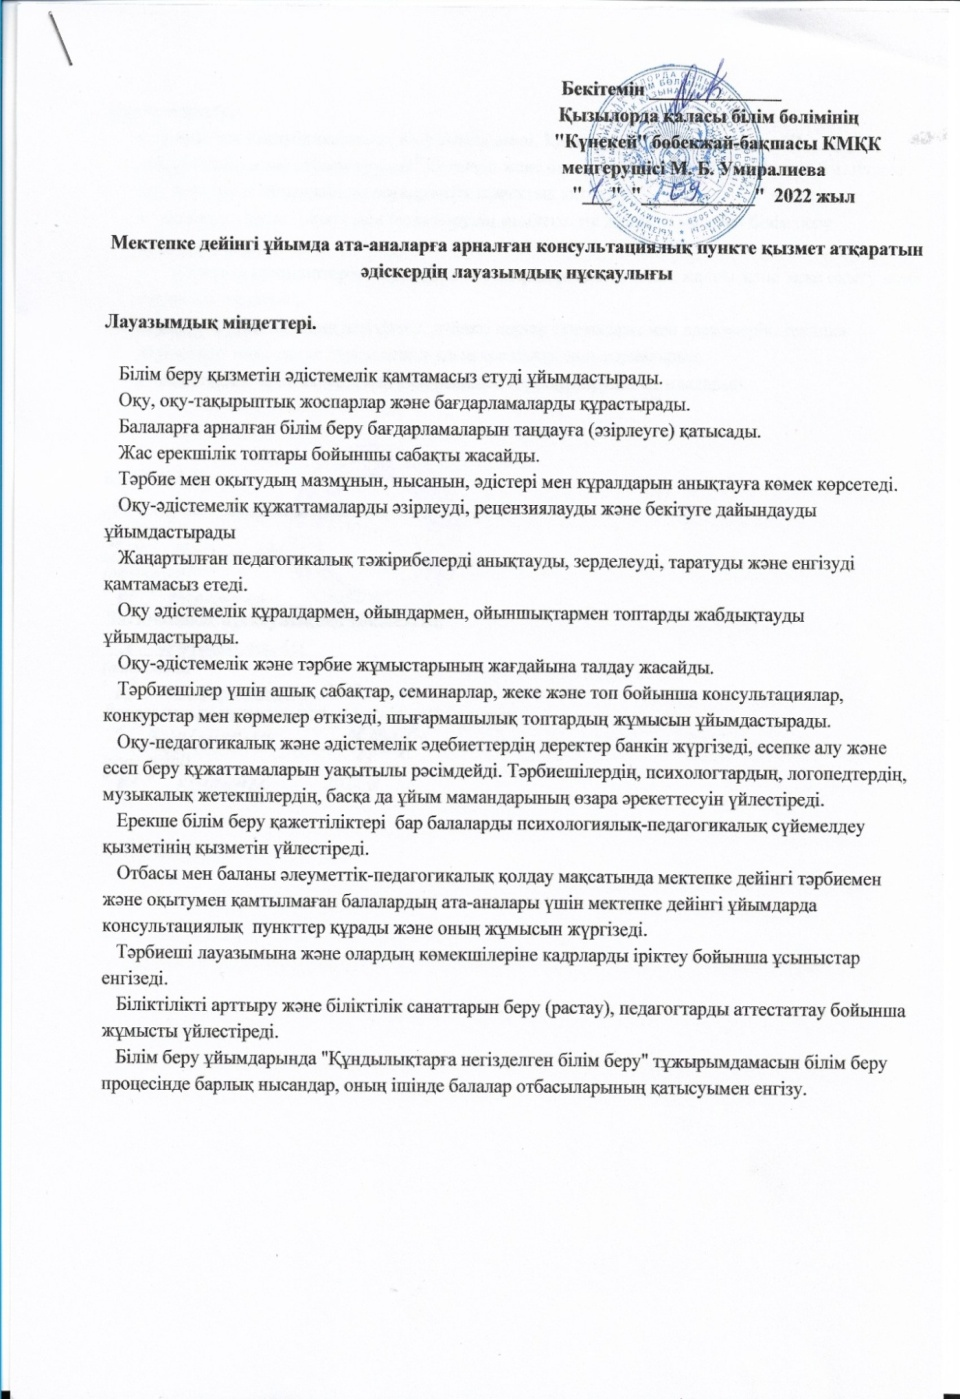 Бекітемін ______________
Қызылорда қаласы білім бөлімінің
"Күнекей" бөбекжай-бақшасы КМҚК
меңгерушісі М. Б. Умиралиева
"_1_" "___09___" 2022 жыл
Мектепке дейінгі ұйымда ата-аналарға арналған консультациялық пункте қызмет атқаратын
әдіскердің лауазымдық нұсқаулығы
Лауазымдық міндеттері.
Білім беру қызметін әдістемелік қамтамасыз етуді ұйымдастырады.
Оқу, оқу-тақырыптық жоспарлар және бағдарламаларды құрастырады.
Балаларға арналған білім беру бағдарламаларын таңдауға (әзірлеуге) қатысады.
Жас ерекшілік топтары бойыншы сабақты жасайды.
Тәрбие мен оқытудың мазмұнын, нысанын, әдістері мен құралдарын анықтауға көмек көрсетеді.
Оқу-әдістемелік құжаттамаларды әзірлеуді, рецензиялауды және бекітуге дайындауды
ұйымдастырады
Жаңартылған педагогикалық тәжірибелерді анықтауды, зерделеуді, таратуды және енгізуді
қамтамасыз етеді.
Оқу әдістемелік құралдармен, ойындармен, ойыншықтармен топтарды жабдықтауды
ұйымдастырады.
Оқу-әдістемелік және тәрбие жұмыстарының жағдайына талдау жасайды.
Тәрбиешілер үшін ашық сабақтар, семинарлар, жеке және топ бойынша консультациялар,
конкурстар мен көрмелер өткізеді, шығармашылық топтардың жұмысын ұйымдастырады.
Оқу-педагогикалық және әдістемелік әдебиеттердің деректер банкін жүргізеді, есепке алу және
есеп беру құжаттамаларын уақытылы рәсімдейді. Тәрбиешілердің, психологтардың, логопедтердің,
музыкалық жетекшілердің, басқа да ұйым мамандарының өзара әрекеттесуін үйлестіреді.
Ерекше білім беру қажеттіліктері  бар балаларды психологиялық-педагогикалық сүйемелдеу
қызметінің қызметін үйлестіреді.
Отбасы мен баланы әлеуметтік-педагогикалық қолдау мақсатында мектепке дейінгі тәрбиемен
және оқытумен қамтылмаған балалардың ата-аналары үшін мектепке дейінгі ұйымдарда
консультациялық  пункттер құрады және оның жұмысын жүргізеді.
Тәрбиеші лауазымына және олардың көмекшілеріне кадрларды іріктеу бойынша ұсыныстар
енгізеді.
Біліктілікті арттыру және біліктілік санаттарын беру (растау), педагогтарды аттестаттау бойынша
жұмысты үйлестіреді.
Білім беру ұйымдарында "Құндылықтарға негізделген білім беру" тұжырымдамасын білім беру
процесінде барлық нысандар, оның ішінде балалар отбасыларының қатысуымен енгізу.